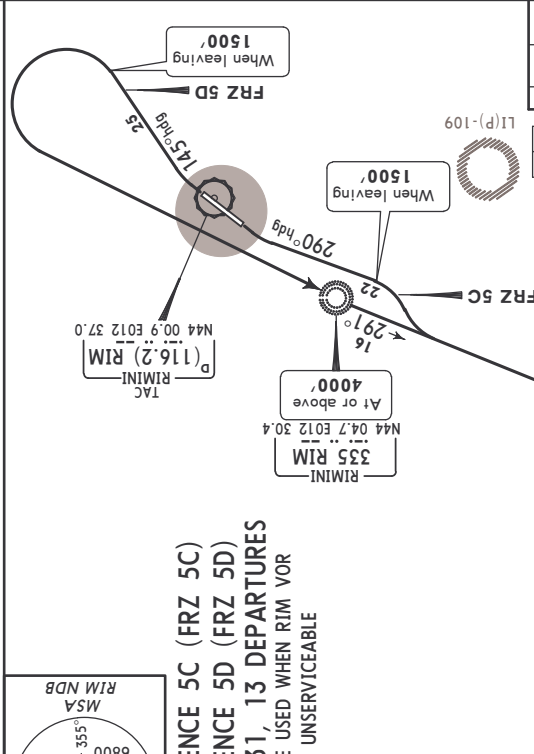 When leaving
1500'
FRZ 5D
25
145°hdg
LI(P)-109
When leaving
1500'
290°hdg
22
FRZ 5C
291°
16
TAC
RIMINI
D (116.2) RIM
N44 00.9 E012 37.0
At or above
4000'
RIMINI
335 RIM
N44 04.7 E012 30.4
ENCE 5C (FRZ 5C)
ENCE 5D (FRZ 5D)
31, 13 DEPARTURES
E USED WHEN RIM VOR
UNSERVICEABLE
MSA
RIM NDB
355°
6800